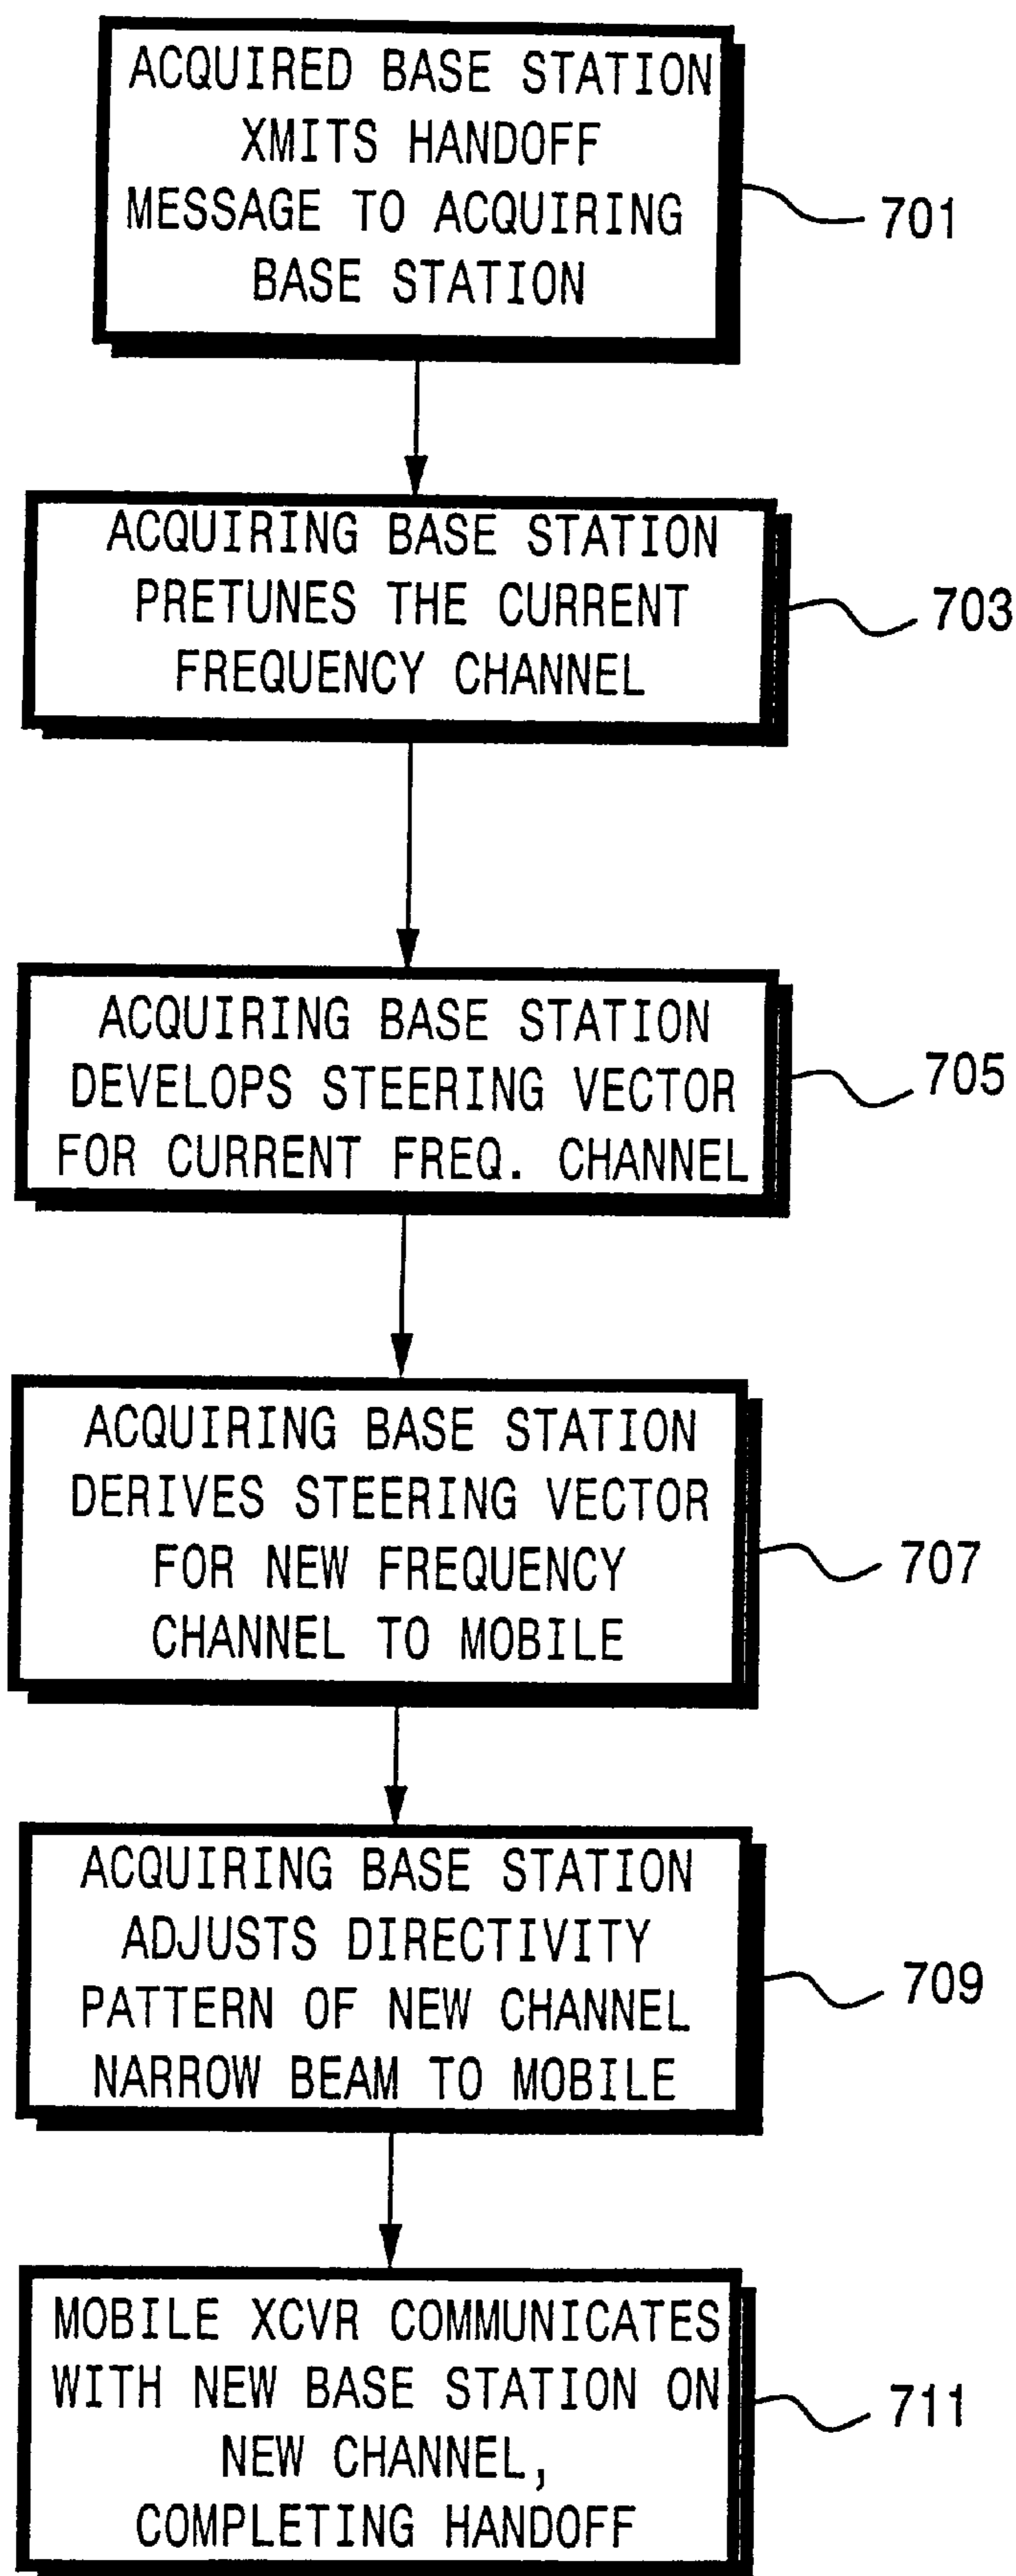 ACQUIRED BASE STATION
XMITS HANDOFF
MESSAGE TO ACQUIRING
BASE STATION
701
ACQUIRING BASE STATION
PRETUNES THE CURRENT
FREQUENCY CHANNEL
703
ACQUIRING BASE STATION
DEVELOPS STEERING VECTOR
FOR CURRENT FREQ. CHANNEL
705
ACQUIRING BASE STATION
DERIVES STEERING VECTOR
FOR NEW FREQUENCY
CHANNEL TO MOBILE
707
ACQUIRING BASE STATION
ADJUSTS DIRECTIVITY
PATTERN OF NEW CHANNEL
NARROW BEAM TO MOBILE
709
MOBILE XCVR COMMUNICATES
WITH NEW BASE STATION ON
NEW CHANNEL,
COMPLETING HANDOFF
711